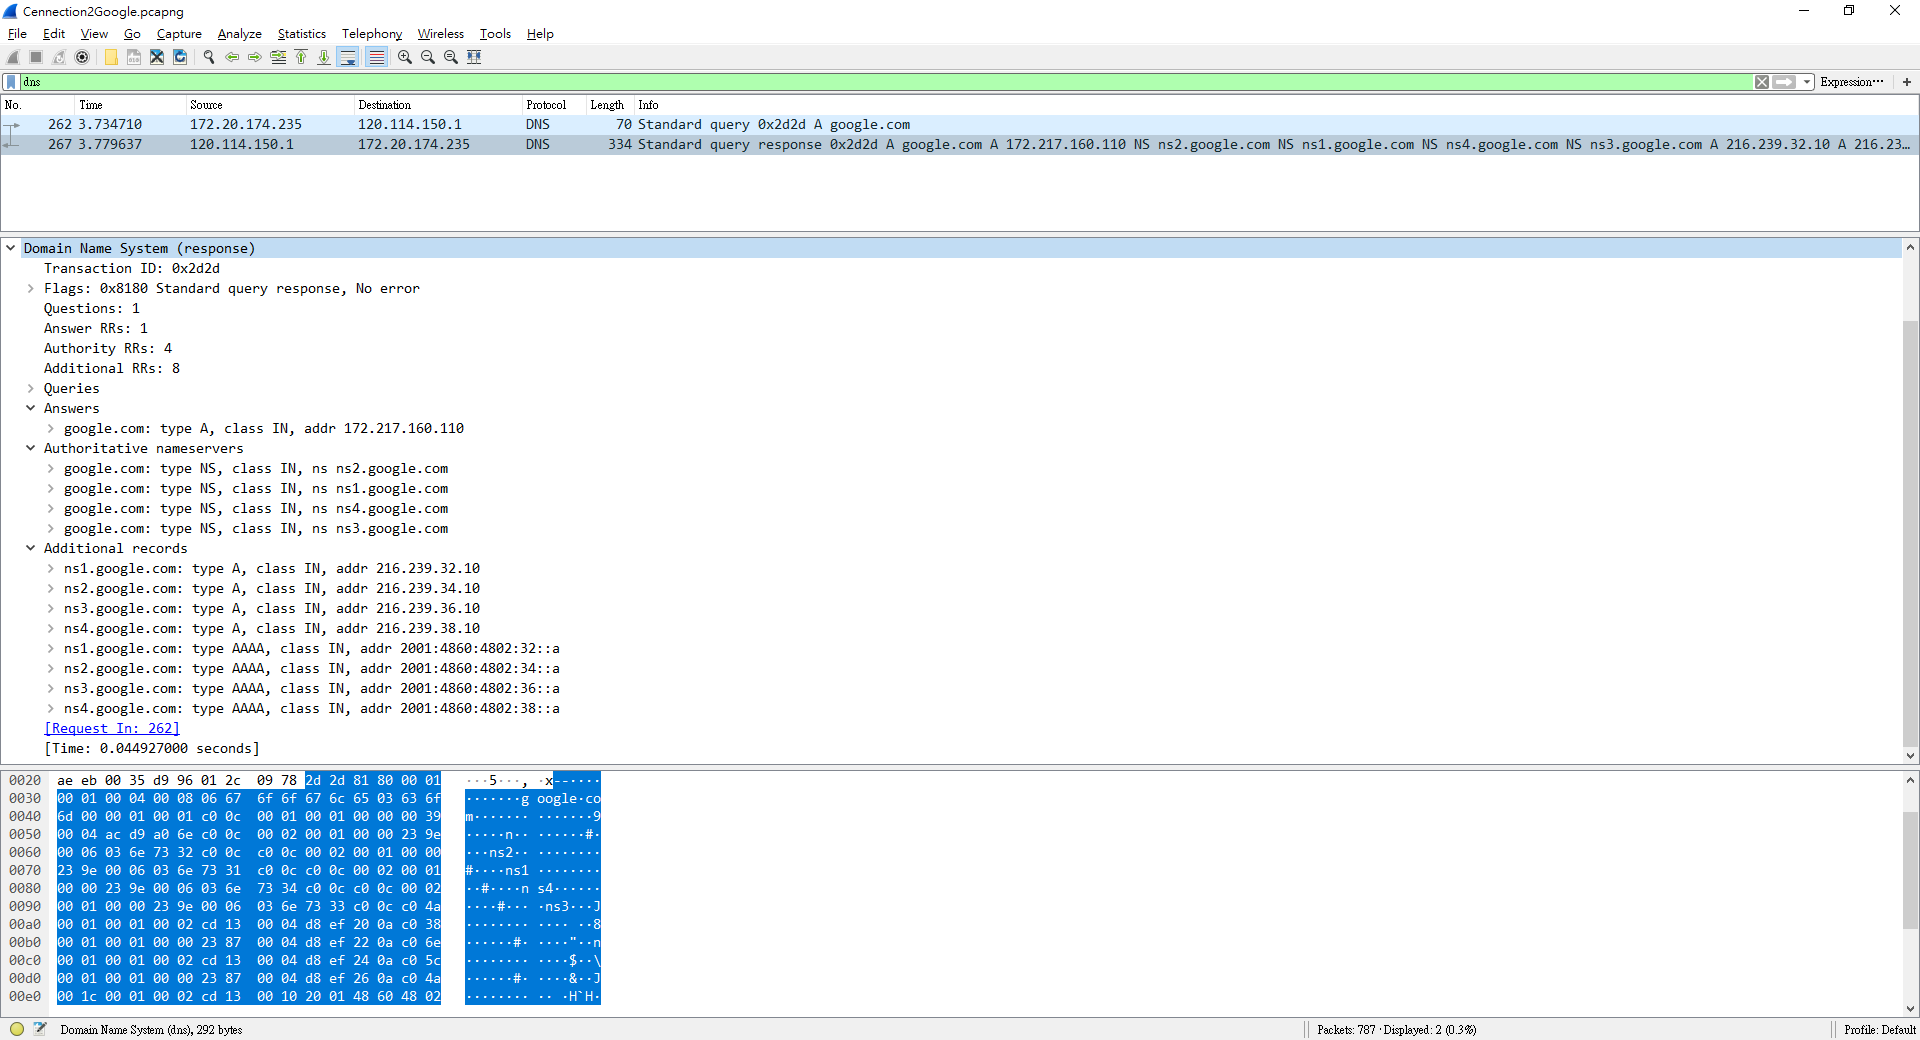 Cennection2Google.pcapng
File Edit View Go Capture Analyze Statistics Telephony Wireless Tools Help
dns Expression…
No. Time Source Destination Protocol Length Info
262 3.734710 172.20.174.235 120.114.150.1 DNS 70 Standard query 0x2d2d A google.com
267 3.779637 120.114.150.1 172.20.174.235 DNS 334 Standard query response 0x2d2d A google.com A 172.217.160.110 NS ns2.google.com NS ns1.google.com NS ns4.google.com NS ns3.google.com A 216.239.32.10 A 216.23…
Domain Name System (response)
Transaction ID: 0x2d2d
Flags: 0x8180 Standard query response, No error
Questions: 1
Answer RRs: 1
Authority RRs: 4
Additional RRs: 8
Queries
Answers
google.com: type A, class IN, addr 172.217.160.110
Authoritative nameservers
google.com: type NS, class IN, ns ns2.google.com
google.com: type NS, class IN, ns ns1.google.com
google.com: type NS, class IN, ns ns4.google.com
google.com: type NS, class IN, ns ns3.google.com
Additional records
ns1.google.com: type A, class IN, addr 216.239.32.10
ns2.google.com: type A, class IN, addr 216.239.34.10
ns3.google.com: type A, class IN, addr 216.239.36.10
ns4.google.com: type A, class IN, addr 216.239.38.10
ns1.google.com: type AAAA, class IN, addr 2001:4860:4802:32::a
ns2.google.com: type AAAA, class IN, addr 2001:4860:4802:34::a
ns3.google.com: type AAAA, class IN, addr 2001:4860:4802:36::a
ns4.google.com: type AAAA, class IN, addr 2001:4860:4802:38::a
[Request In: 262]
[Time: 0.044927000 seconds]
0020 ae eb 00 35 d9 96 01 2c 09 78 2d 2d 81 80 00 01 ···5···, ·x--····
0030 00 01 00 04 00 08 06 67 6f 6f 67 6c 65 03 63 6f ·······g oogle·co
0040 6d 00 00 01 00 01 c0 0c 00 01 00 01 00 00 00 39 m······· ·······9
0050 00 04 ac d9 a0 6e c0 0c 00 02 00 01 00 00 23 9e ·····n·· ······#·
0060 00 06 03 6e 73 32 c0 0c c0 0c 00 02 00 01 00 00 ···ns2·· ········
0070 23 9e 00 06 03 6e 73 31 c0 0c c0 0c 00 02 00 01 #····ns1 ········
0080 00 00 23 9e 00 06 03 6e 73 34 c0 0c c0 0c 00 02 ··#····n s4······
0090 00 01 00 00 23 9e 00 06 03 6e 73 33 c0 0c c0 4a ····#··· ·ns3···J
00a0 00 01 00 01 00 02 cd 13 00 04 d8 ef 20 0a c0 38 ········ ···· ··8
00b0 00 01 00 01 00 00 23 87 00 04 d8 ef 22 0a c0 6e ······#· ····"··n
00c0 00 01 00 01 00 02 cd 13 00 04 d8 ef 24 0a c0 5c ········ ····$··\
00d0 00 01 00 01 00 00 23 87 00 04 d8 ef 26 0a c0 4a ······#· ····&··J
00e0 00 1c 00 01 00 02 cd 13 00 10 20 01 48 60 48 02 ········ ·· ·H`H·
Domain Name System (dns), 292 bytes Packets: 787 · Displayed: 2 (0.3%) Profile: Default